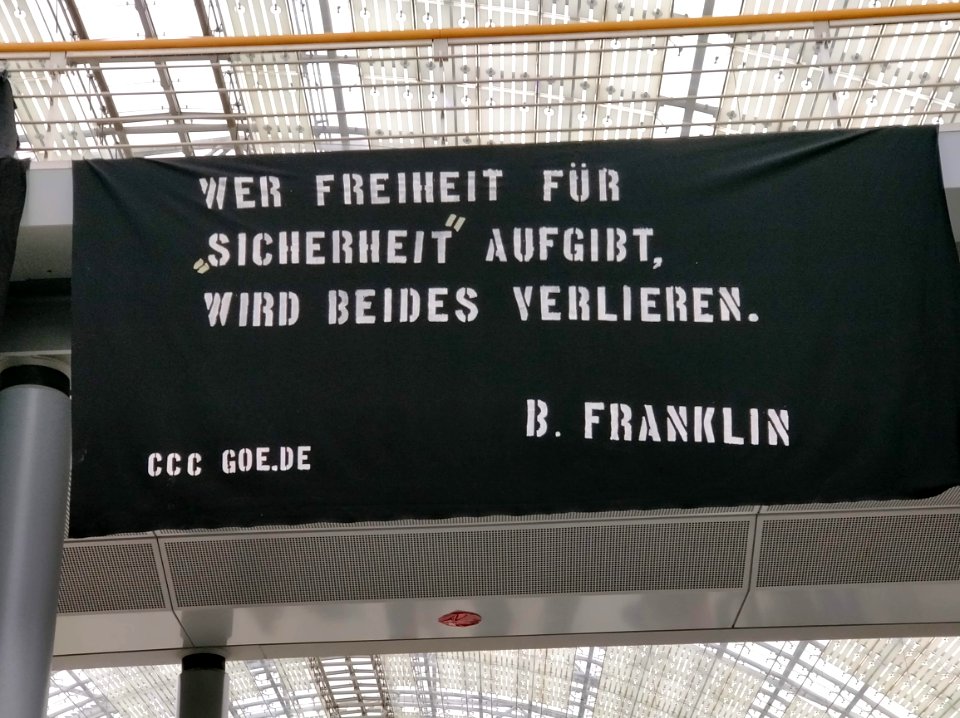 WER FREIHEIT FÜR
„SICHERHEIT“ AUFGIBT,
WIRD BEIDES VERLIEREN.
B. FRANKLIN
CCC GOE.DE